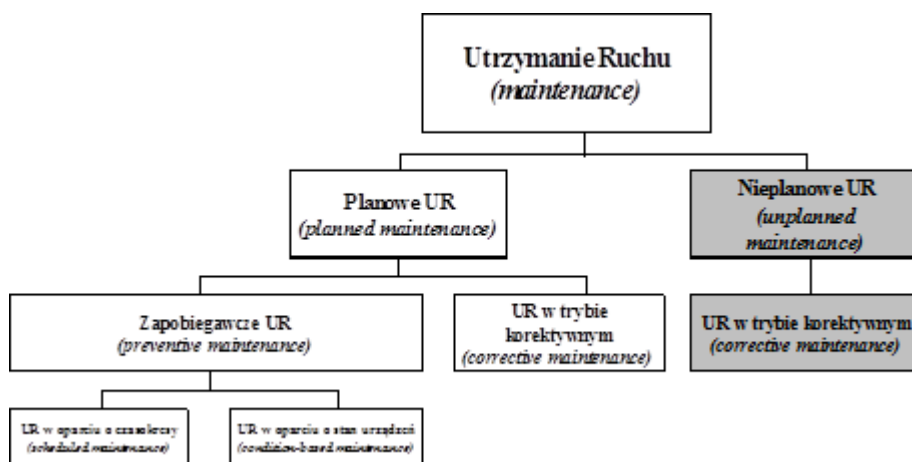 Utrzymanie Ruchu
(maintenance)
Planowe UR
(planned maintenance)
Nieplanowe UR
(unplanned
maintenance)
Zapobiegawcze UR
(preventive maintenance)
UR w trybie
korektywnym
(corrective maintenance)
UR w trybie korektywnym
(corrective maintenance)
UR w oparciu o czasokresy
(scheduled maintenance)
UR w oparciu o stan urządzeń
(condition-based maintenance)